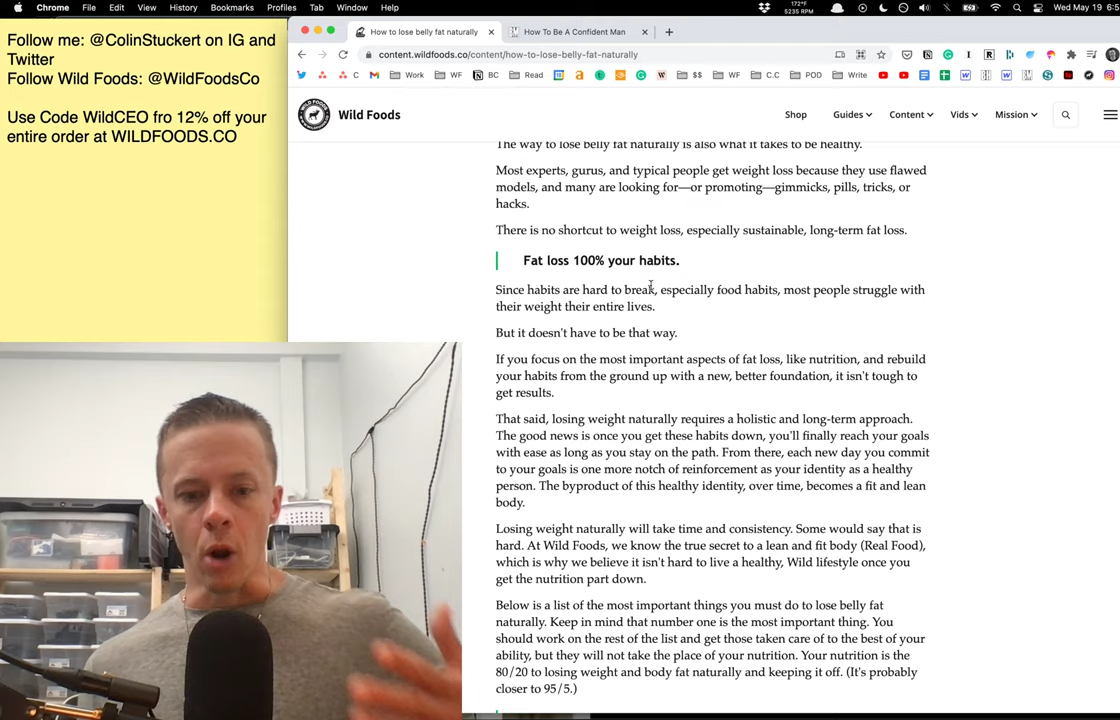 Chrome File Edit View History Bookmarks Profiles Tab Window Help
172°F
5235 RPM
Wed May 19 6:5
Follow me: @ColinStuckert on IG and
Twitter
Follow Wild Foods: @WildFoodsCo
Use Code WildCEO fro 12% off your
entire order at WILDFOODS.CO
How to lose belly fat naturally
How To Be A Confident Man
content.wildfoods.co/content/how-to-lose-belly-fat-naturally
C Work WF BC Read $$ WF C.C POD Write
Wild Foods
Shop Guides Content Vids Mission
The way to lose belly fat naturally is also what it takes to be healthy.
Most experts, gurus, and typical people get weight loss because they use flawed
models, and many are looking for—or promoting—gimmicks, pills, tricks, or
hacks.
There is no shortcut to weight loss, especially sustainable, long-term fat loss.
Fat loss 100% your habits.
Since habits are hard to break, especially food habits, most people struggle with
their weight their entire lives.
But it doesn't have to be that way.
If you focus on the most important aspects of fat loss, like nutrition, and rebuild
your habits from the ground up with a new, better foundation, it isn't tough to
get results.
That said, losing weight naturally requires a holistic and long-term approach.
The good news is once you get these habits down, you'll finally reach your goals
with ease as long as you stay on the path. From there, each new day you commit
to your goals is one more notch of reinforcement as your identity as a healthy
person. The byproduct of this healthy identity, over time, becomes a fit and lean
body.
Losing weight naturally will take time and consistency. Some would say that is
hard. At Wild Foods, we know the true secret to a lean and fit body (Real Food),
which is why we believe it isn't hard to live a healthy, Wild lifestyle once you
get the nutrition part down.
Below is a list of the most important things you must do to lose belly fat
naturally. Keep in mind that number one is the most important thing. You
should work on the rest of the list and get those taken care of to the best of your
ability, but they will not take the place of your nutrition. Your nutrition is the
80/20 to losing weight and body fat naturally and keeping it off. (It's probably
closer to 95/5.)